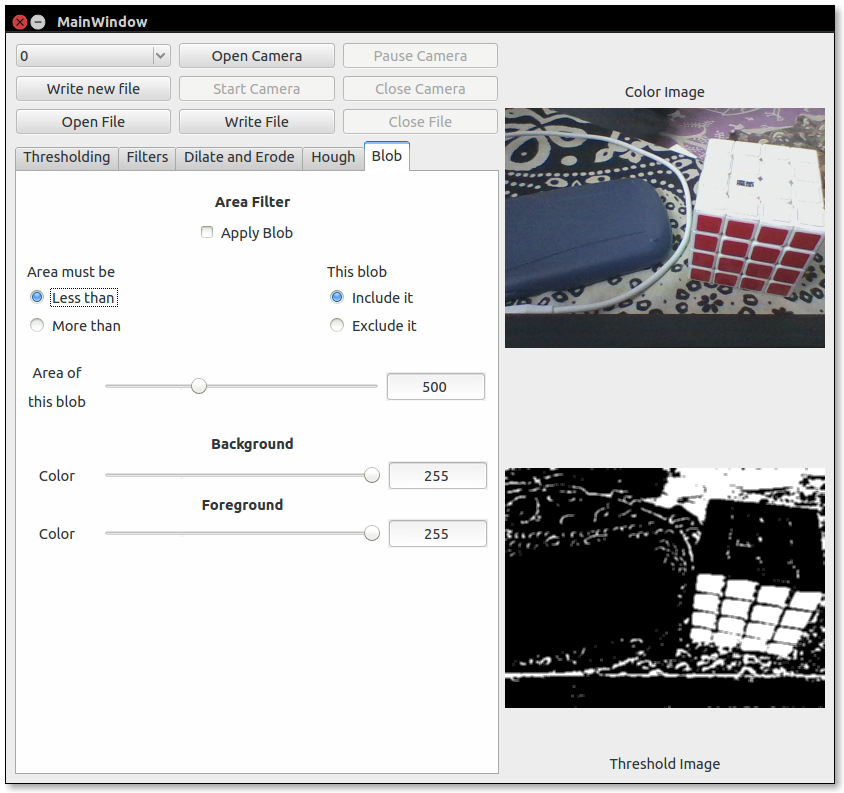 MainWindow
0
Open Camera
Pause Camera
Write new file
Start Camera
Close Camera
Open File
Write File
Close File
Thresholding
Filters
Dilate and Erode
Hough
Blob
Area Filter
Apply Blob
Area must be
This blob
Less than
Include it
More than
Exclude it
Area of
this blob
500
Background
Color
255
Foreground
Color
255
Color Image
Threshold Image